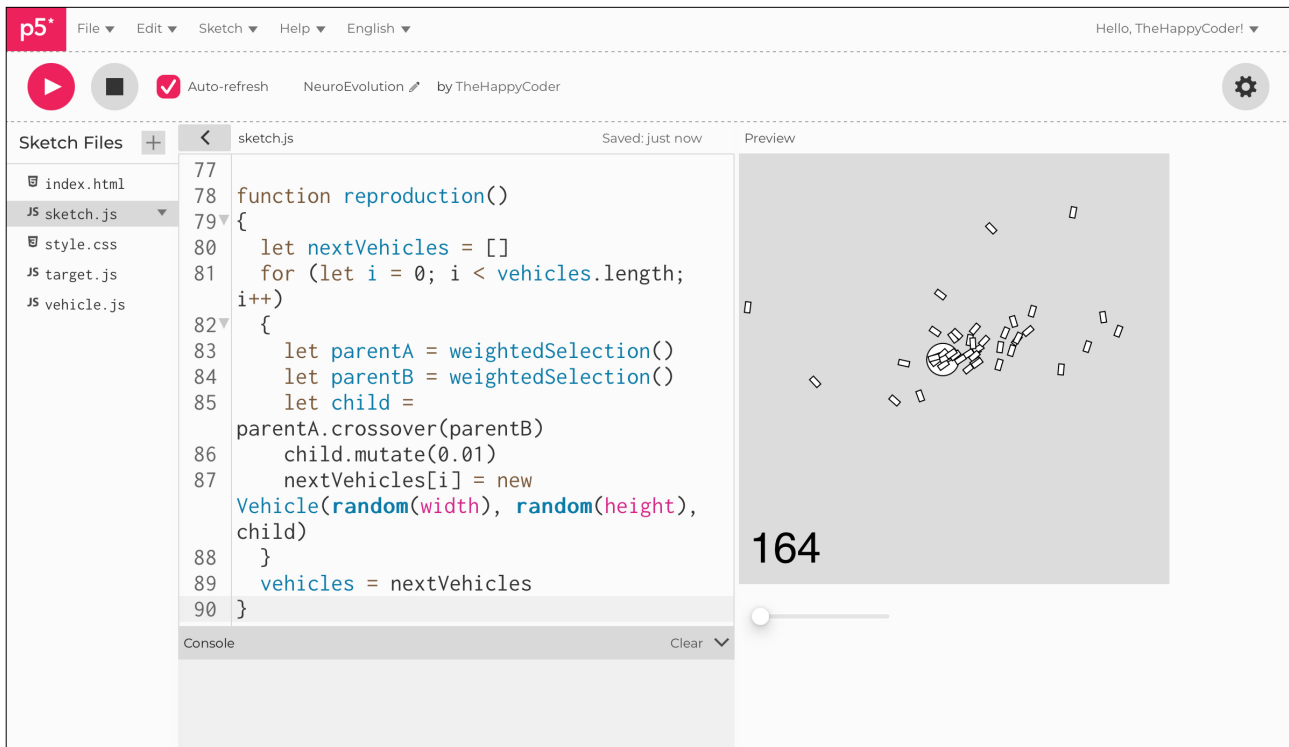 p5* File Edit Sketch Help English Hello, TheHappyCoder!
Auto-refresh NeuroEvolution by TheHappyCoder
Sketch Files + sketch.js Saved: just now Preview
index.html
JS sketch.js
style.css
JS target.js
JS vehicle.js
77
78 function reproduction()
79 {
80   let nextVehicles = []
81   for (let i = 0; i < vehicles.length;
i++)
82   {
83     let parentA = weightedSelection()
84     let parentB = weightedSelection()
85     let child =
parentA.crossover(parentB)
86     child.mutate(0.01)
87     nextVehicles[i] = new
Vehicle(random(width), random(height),
child)
88   }
89   vehicles = nextVehicles
90 }
Console Clear
164